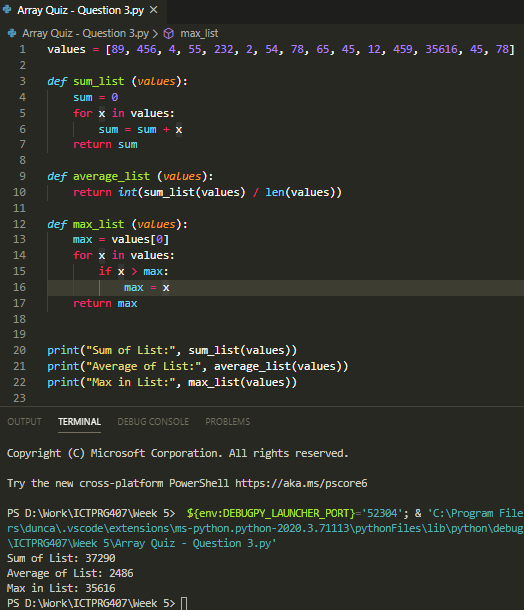 Array Quiz - Question 3.py ×
Array Quiz - Question 3.py > max_list
1 values = [89, 456, 4, 55, 232, 2, 54, 78, 65, 45, 12, 459, 35616, 45, 78]
2
3 def sum_list (values):
4     sum = 0
5     for x in values:
6         sum = sum + x
7     return sum
8
9 def average_list (values):
10     return int(sum_list(values) / len(values))
11
12 def max_list (values):
13     max = values[0]
14     for x in values:
15         if x > max:
16             max = x
17     return max
18
19
20 print("Sum of List:", sum_list(values))
21 print("Average of List:", average_list(values))
22 print("Max in List:", max_list(values))
23
OUTPUT TERMINAL DEBUG CONSOLE PROBLEMS
Copyright (C) Microsoft Corporation. All rights reserved.
Try the new cross-platform PowerShell https://aka.ms/pscore6
PS D:\Work\ICTPRG407\Week 5>  ${env:DEBUGPY_LAUNCHER_PORT}='52304'; & 'C:\Program File
rs\dunca\.vscode\extensions\ms-python.python-2020.3.71113\pythonFiles\lib\python\debug
\ICTPRG407\Week 5\Array Quiz - Question 3.py'
Sum of List: 37290
Average of List: 2486
Max in List: 35616
PS D:\Work\ICTPRG407\Week 5>